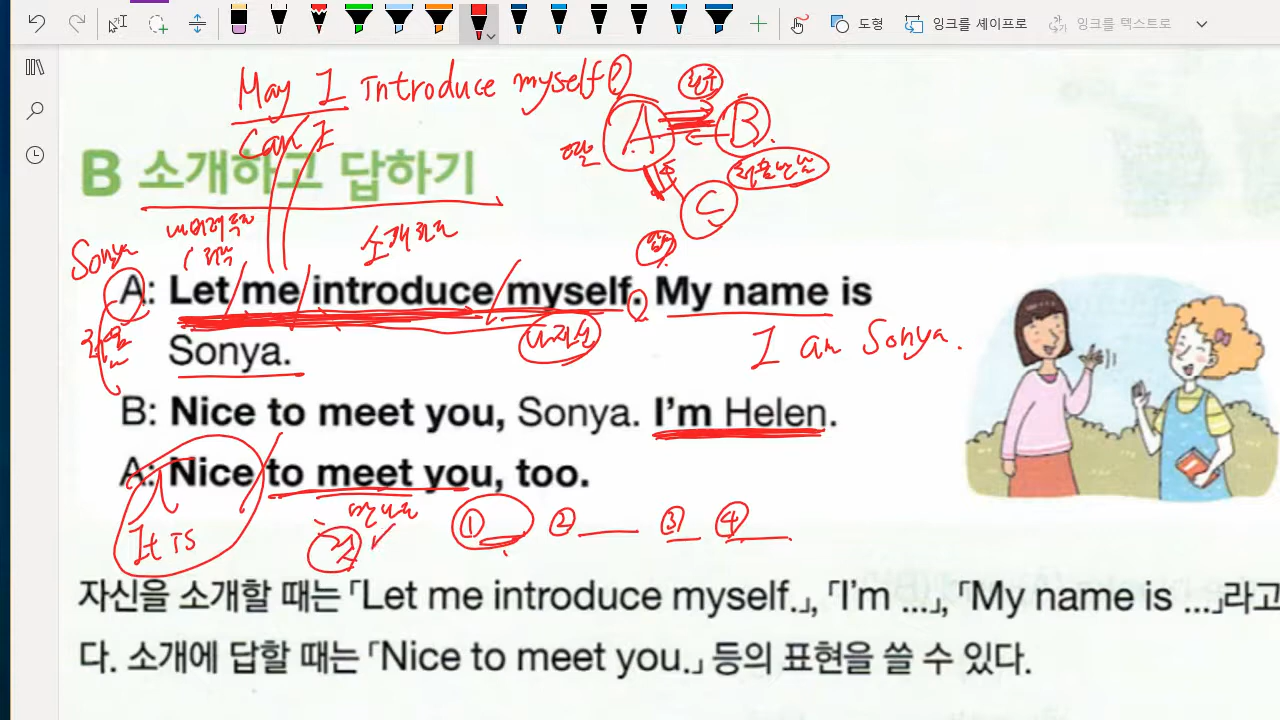 도형
잉크를 셰이프로
잉크를 텍스트로
May I Introduce myself?
Can I
A
B
C
B 소개하고 답하기
Sonya
A: Let me introduce myself. My name is
Sonya.
I am Sonya.
B: Nice to meet you, Sonya. I'm Helen.
A: Nice to meet you, too.
It is
것
① ② ③ ④
자신을 소개할 때는 「Let me introduce myself.」, 「I'm ...」, 「My name is ...」라고
다. 소개에 답할 때는 「Nice to meet you.」 등의 표현을 쓸 수 있다.